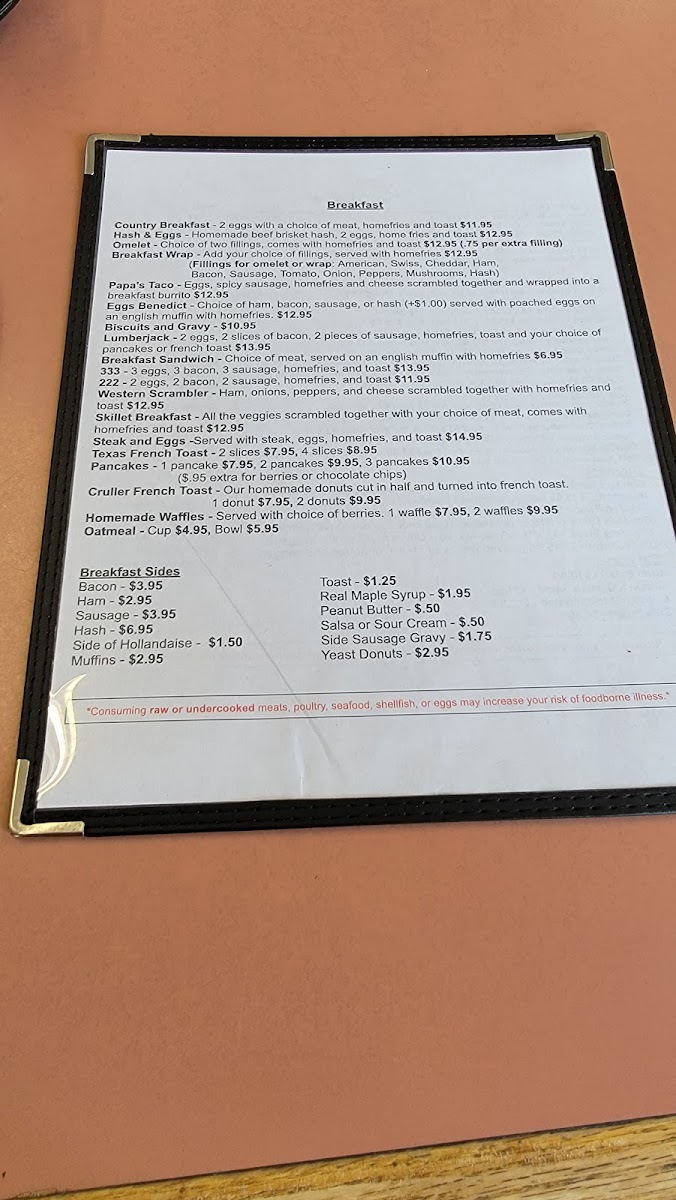 Breakfast
Country Breakfast - 2 eggs with a choice of meat, homefries and toast $11.95
Hash & Eggs - Homemade beef brisket hash, 2 eggs, home fries and toast $12.95
Omelet - Choice of two fillings, comes with homefries and toast $12.95 (.75 per extra filling)
Breakfast Wrap - Add your choice of fillings, served with homefries $12.95
(Fillings for omelet or wrap: American, Swiss, Cheddar, Ham,
Bacon, Sausage, Tomato, Onion, Peppers, Mushrooms, Hash)
Papa's Taco - Eggs, spicy sausage, homefries and cheese scrambled together and wrapped into a
breakfast burrito $12.95
Eggs Benedict - Choice of ham, bacon, sausage, or hash (+$1.00) served with poached eggs on
an english muffin with homefries. $12.95
Biscuits and Gravy - $10.95
Lumberjack - 2 eggs, 2 slices of bacon, 2 pieces of sausage, homefries, toast and your choice of
pancakes or french toast $13.95
Breakfast Sandwich - Choice of meat, served on an english muffin with homefries $6.95
333 - 3 eggs, 3 bacon, 3 sausage, homefries, and toast $13.95
222 - 2 eggs, 2 bacon, 2 sausage, homefries, and toast $11.95
Western Scrambler - Ham, onions, peppers, and cheese scrambled together with homefries and
toast $12.95
Skillet Breakfast - All the veggies scrambled together with your choice of meat, comes with
homefries and toast $12.95
Steak and Eggs -Served with steak, eggs, homefries, and toast $14.95
Texas French Toast - 2 slices $7.95, 4 slices $8.95
Pancakes - 1 pancake $7.95, 2 pancakes $9.95, 3 pancakes $10.95
($.95 extra for berries or chocolate chips)
Cruller French Toast - Our homemade donuts cut in half and turned into french toast.
1 donut $7.95, 2 donuts $9.95
Homemade Waffles - Served with choice of berries. 1 waffle $7.95, 2 waffles $9.95
Oatmeal - Cup $4.95, Bowl $5.95
Breakfast Sides
Bacon - $3.95
Ham - $2.95
Sausage - $3.95
Hash - $6.95
Side of Hollandaise - $1.50
Muffins - $2.95
Toast - $1.25
Real Maple Syrup - $1.95
Peanut Butter - $.50
Salsa or Sour Cream - $.50
Side Sausage Gravy - $1.75
Yeast Donuts - $2.95
*Consuming raw or undercooked meats, poultry, seafood, shellfish, or eggs may increase your risk of foodborne illness.*